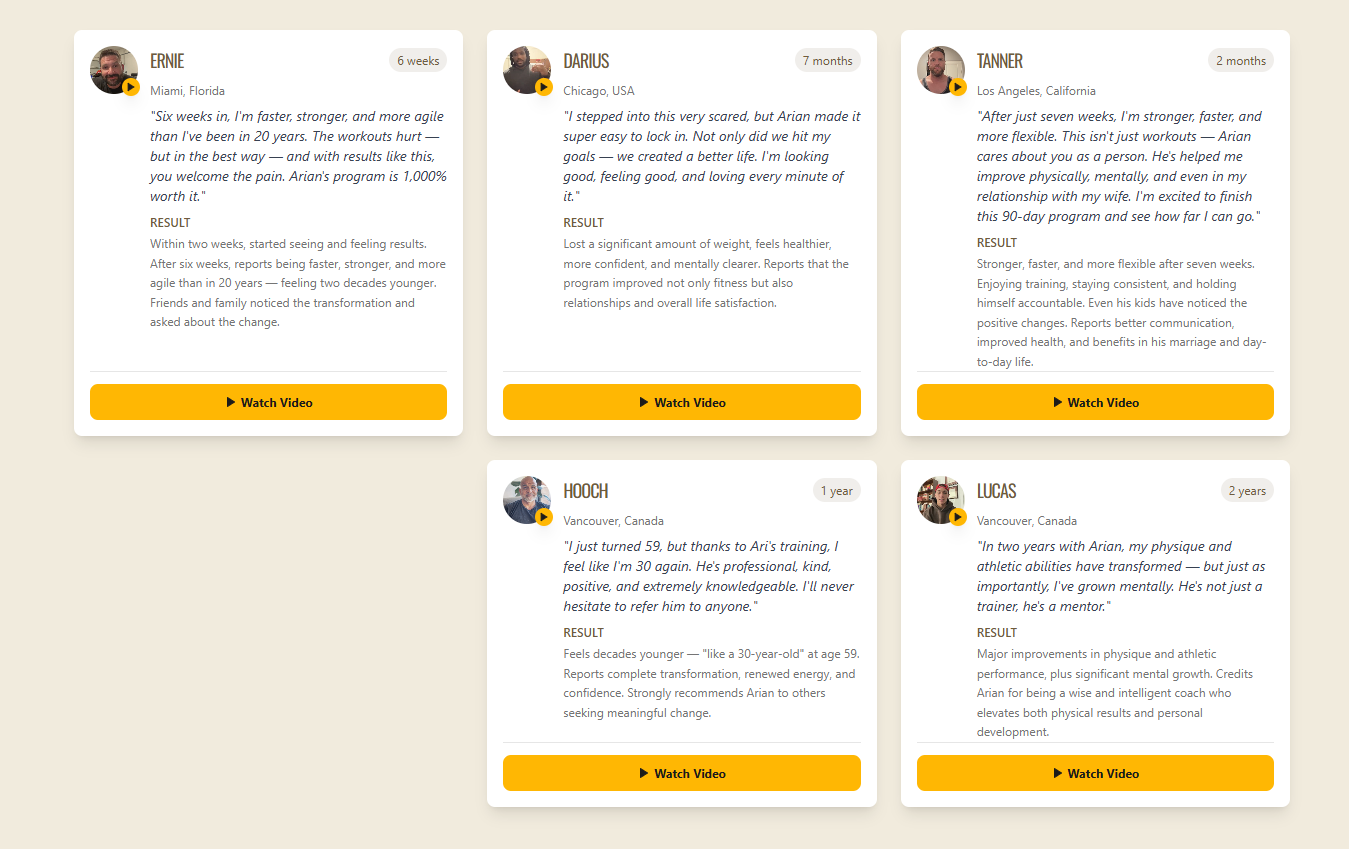 ERNIE
6 weeks
Miami, Florida
"Six weeks in, I'm faster, stronger, and more agile
than I've been in 20 years. The workouts hurt —
but in the best way — and with results like this,
you welcome the pain. Arian's program is 1,000%
worth it."
RESULT
Within two weeks, started seeing and feeling results.
After six weeks, reports being faster, stronger, and more
agile than in 20 years — feeling two decades younger.
Friends and family noticed the transformation and
asked about the change.
Watch Video
DARIUS
7 months
Chicago, USA
"I stepped into this very scared, but Arian made it
super easy to lock in. Not only did we hit my
goals — we created a better life. I'm looking
good, feeling good, and loving every minute of
it."
RESULT
Lost a significant amount of weight, feels healthier,
more confident, and mentally clearer. Reports that the
program improved not only fitness but also
relationships and overall life satisfaction.
Watch Video
TANNER
2 months
Los Angeles, California
"After just seven weeks, I'm stronger, faster, and
more flexible. This isn't just workouts — Arian
cares about you as a person. He's helped me
improve physically, mentally, and even in my
relationship with my wife. I'm excited to finish
this 90-day program and see how far I can go."
RESULT
Stronger, faster, and more flexible after seven weeks.
Enjoying training, staying consistent, and holding
himself accountable. Even his kids have noticed the
positive changes. Reports better communication,
improved health, and benefits in his marriage and day-
to-day life.
Watch Video
HOOCH
1 year
Vancouver, Canada
"I just turned 59, but thanks to Ari's training, I
feel like I'm 30 again. He's professional, kind,
positive, and extremely knowledgeable. I'll never
hesitate to refer him to anyone."
RESULT
Feels decades younger — "like a 30-year-old" at age 59.
Reports complete transformation, renewed energy, and
confidence. Strongly recommends Arian to others
seeking meaningful change.
Watch Video
LUCAS
2 years
Vancouver, Canada
"In two years with Arian, my physique and
athletic abilities have transformed — but just as
importantly, I've grown mentally. He's not just a
trainer, he's a mentor."
RESULT
Major improvements in physique and athletic
performance, plus significant mental growth. Credits
Arian for being a wise and intelligent coach who
elevates both physical results and personal
development.
Watch Video